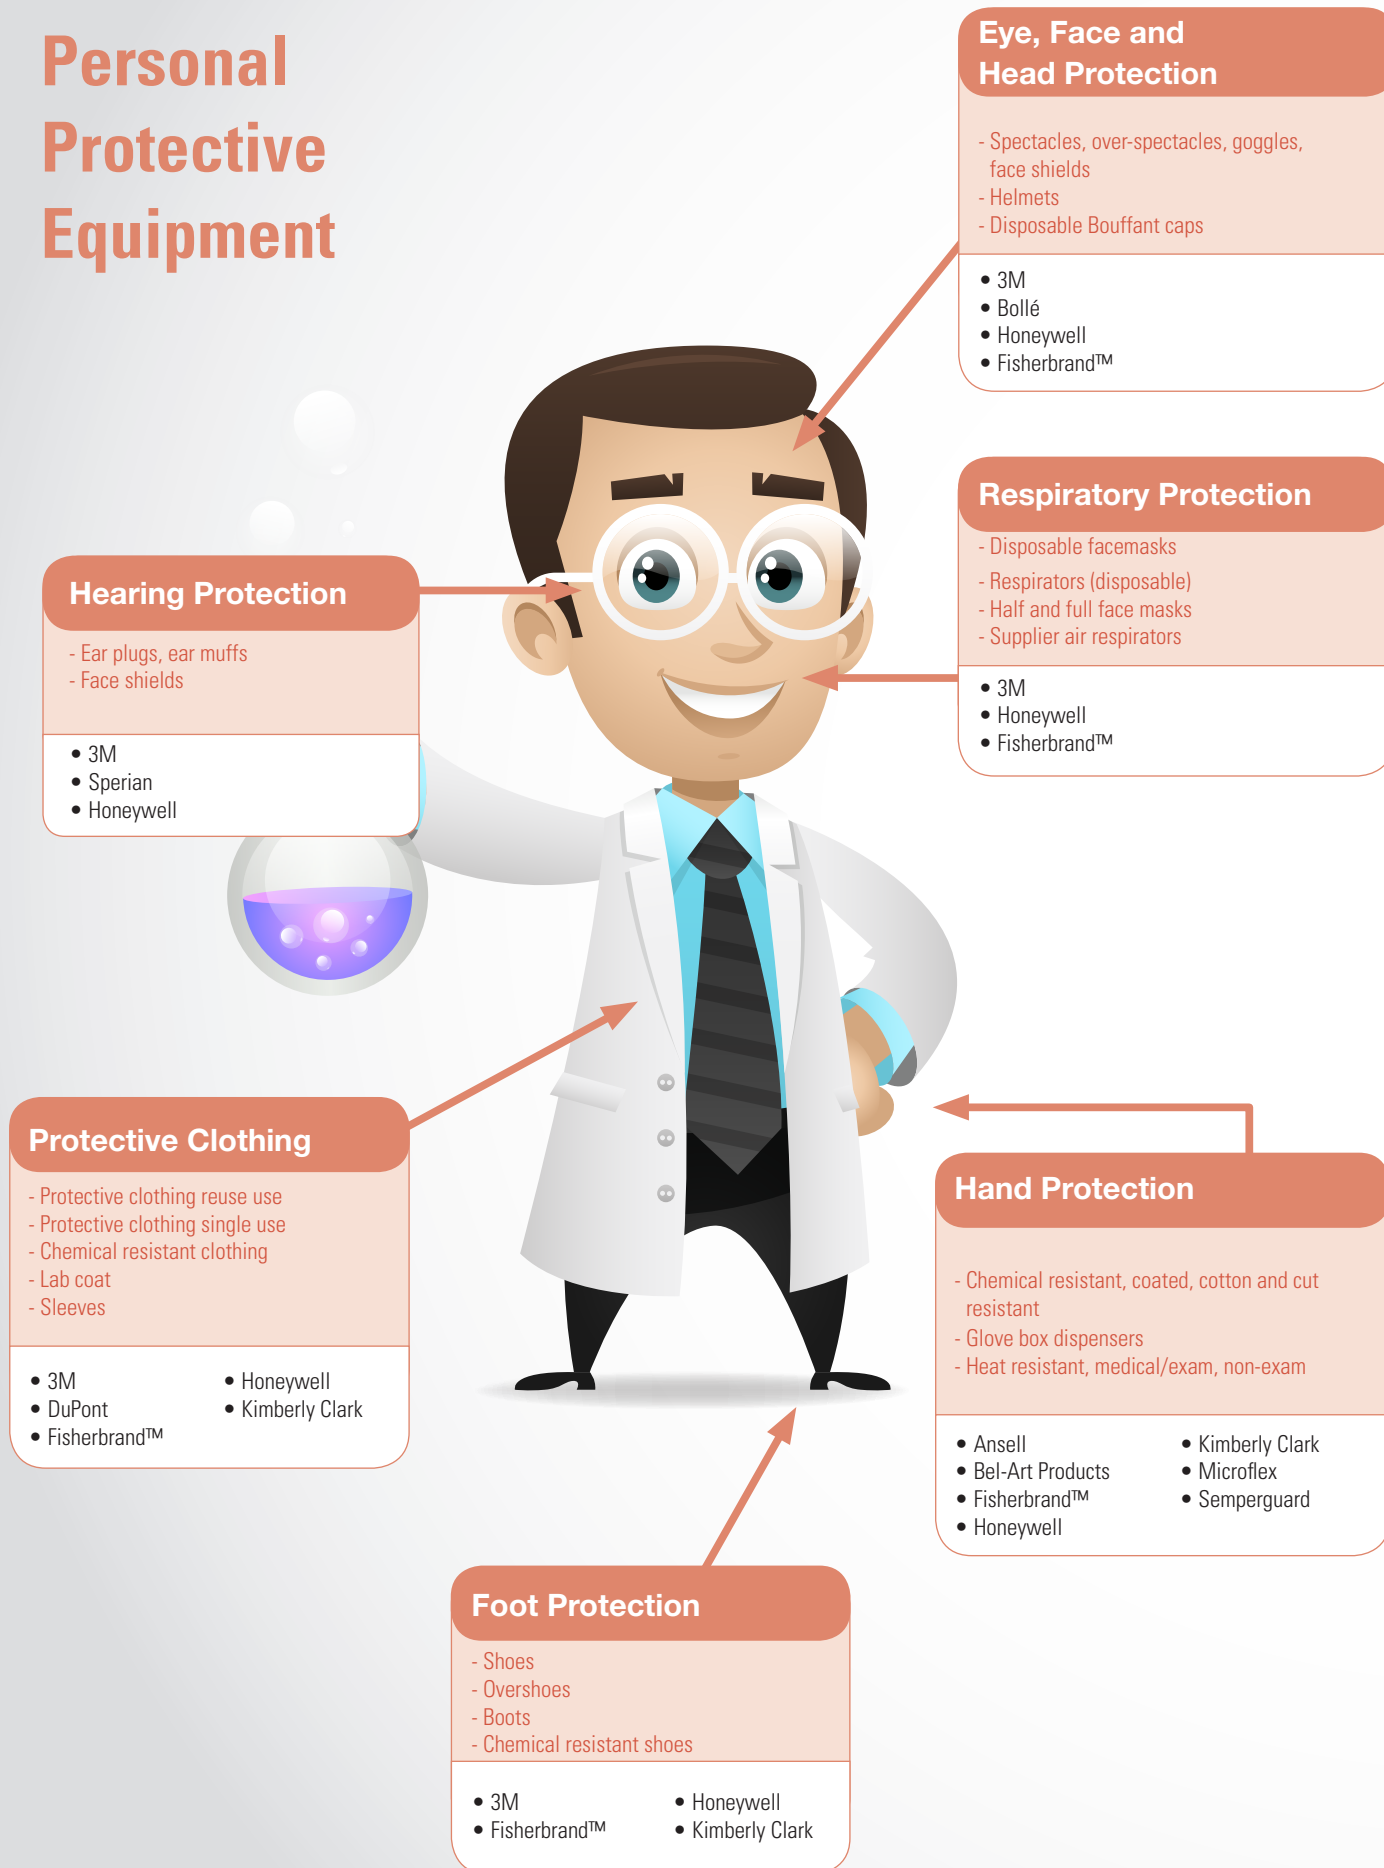 Personal
Protective
Equipment
Eye, Face and
Head Protection
- Spectacles, over-spectacles, goggles,
face shields
- Helmets
- Disposable Bouffant caps
• 3M
• Bollé
• Honeywell
• Fisherbrand™
Respiratory Protection
- Disposable facemasks
- Respirators (disposable)
- Half and full face masks
- Supplier air respirators
• 3M
• Honeywell
• Fisherbrand™
Hearing Protection
- Ear plugs, ear muffs
- Face shields
• 3M
• Sperian
• Honeywell
Protective Clothing
- Protective clothing reuse use
- Protective clothing single use
- Chemical resistant clothing
- Lab coat
- Sleeves
• 3M
• DuPont
• Fisherbrand™
• Honeywell
• Kimberly Clark
Hand Protection
- Chemical resistant, coated, cotton and cut
resistant
- Glove box dispensers
- Heat resistant, medical/exam, non-exam
• Ansell
• Bel-Art Products
• Fisherbrand™
• Honeywell
• Kimberly Clark
• Microflex
• Semperguard
Foot Protection
- Shoes
- Overshoes
- Boots
- Chemical resistant shoes
• 3M
• Fisherbrand™
• Honeywell
• Kimberly Clark